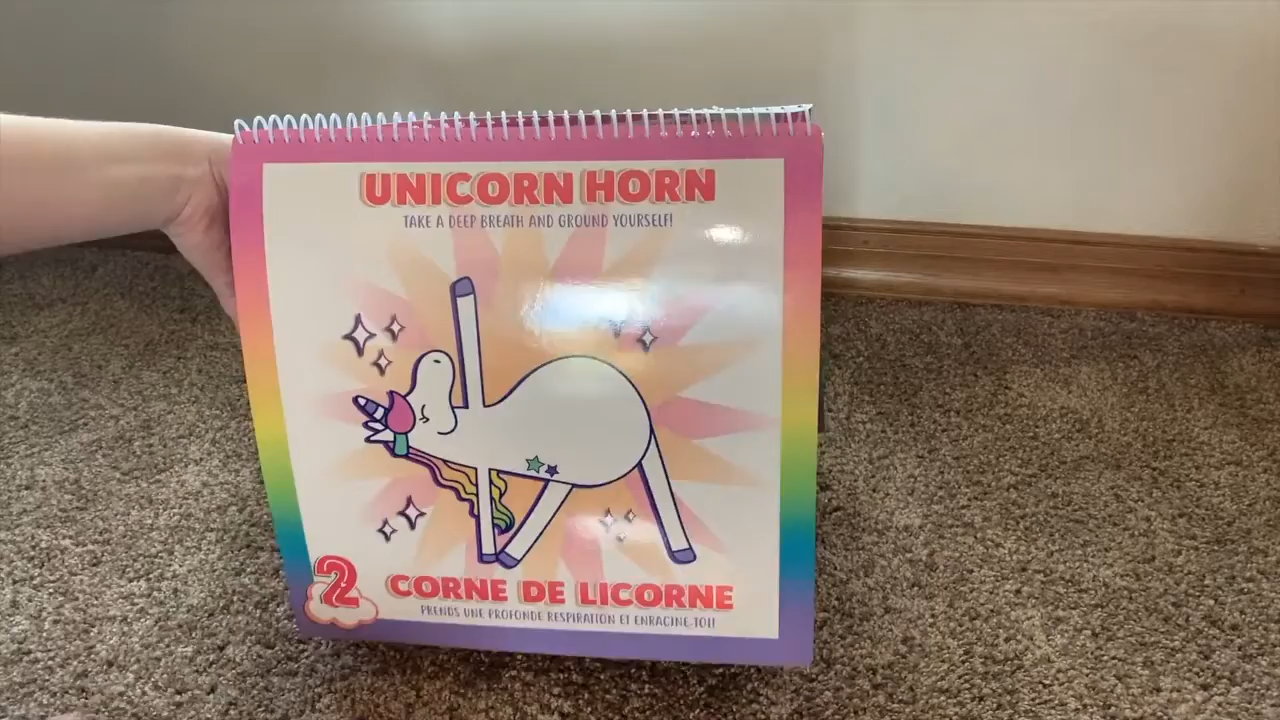 UNICORN HORN
TAKE A DEEP BREATH AND GROUND YOURSELF!
2
CORNE DE LICORNE
PRENDS UNE PROFONDE RESPIRATION ET ENRACINE-TOI!